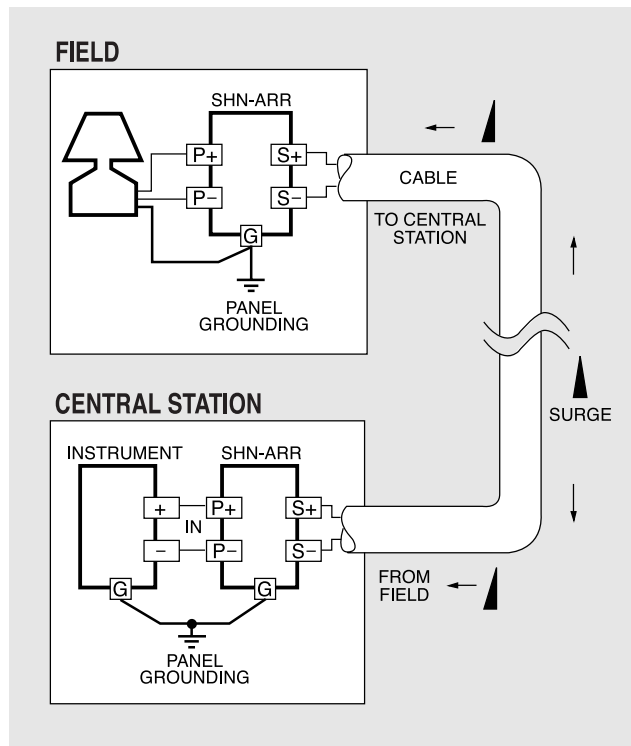 FIELD
SHN-ARR
P+
S+
P−
S−
G
PANEL
GROUNDING
CABLE
TO CENTRAL
STATION
SURGE
CENTRAL STATION
INSTRUMENT
SHN-ARR
+
P+
S+
IN
−
P−
S−
G
G
PANEL
GROUNDING
FROM
FIELD